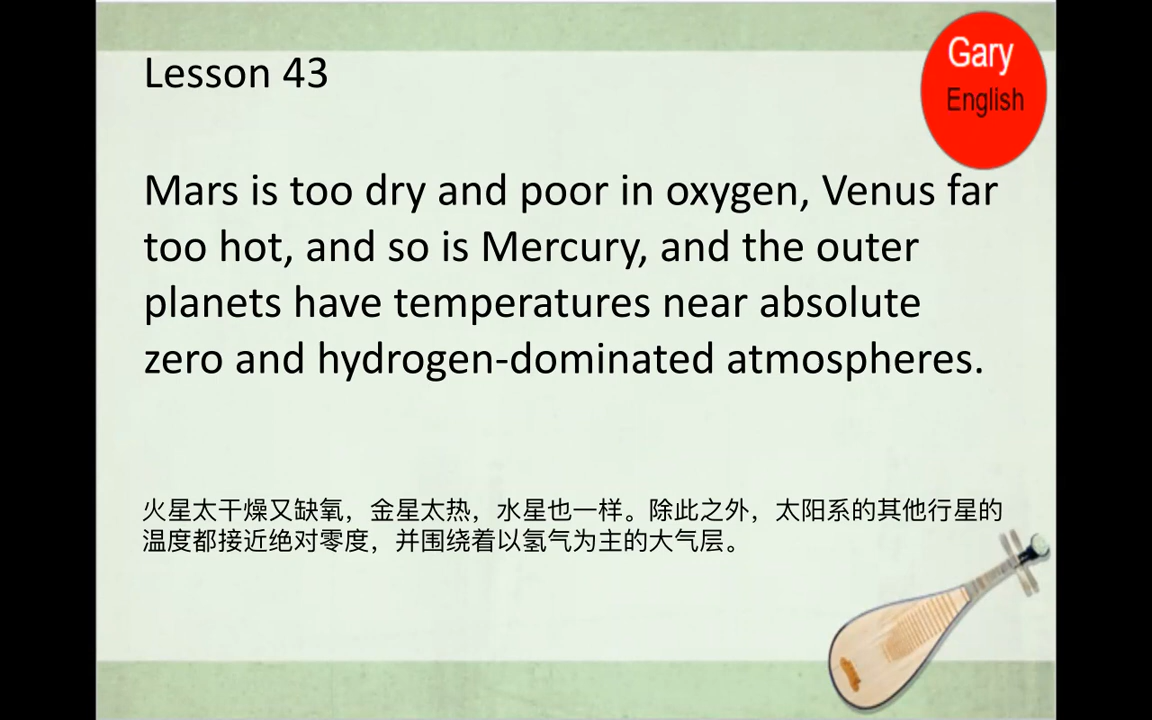 Gary
English
Lesson 43
Mars is too dry and poor in oxygen, Venus far
too hot, and so is Mercury, and the outer
planets have temperatures near absolute
zero and hydrogen-dominated atmospheres.
火星太干燥又缺氧，金星太热，水星也一样。除此之外，太阳系的其他行星的
温度都接近绝对零度，并围绕着以氢气为主的大气层。